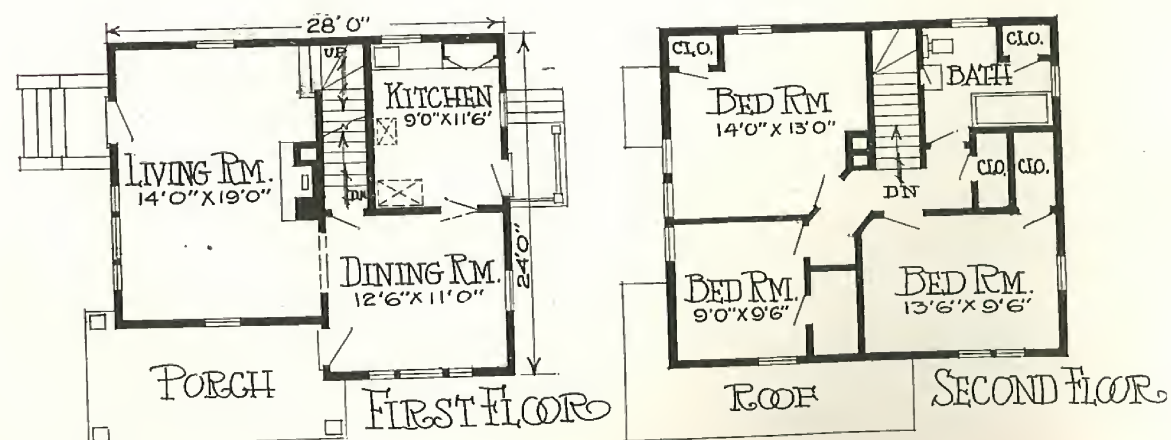 28'0"
UP
KITCHEN
9'0"X11'6"
LIVING RM.
14'0"X19'0"
DN
24'0"
DINING RM.
12'6"X11'0"
PORCH
FIRST FLOOR
CLO.
CLO.
BATH
BED RM
14'0"X13'0"
CLO.
CLO.
DN
BED RM.
9'0"X9'6"
BED RM.
13'6"X9'6"
ROOF
SECOND FLOOR